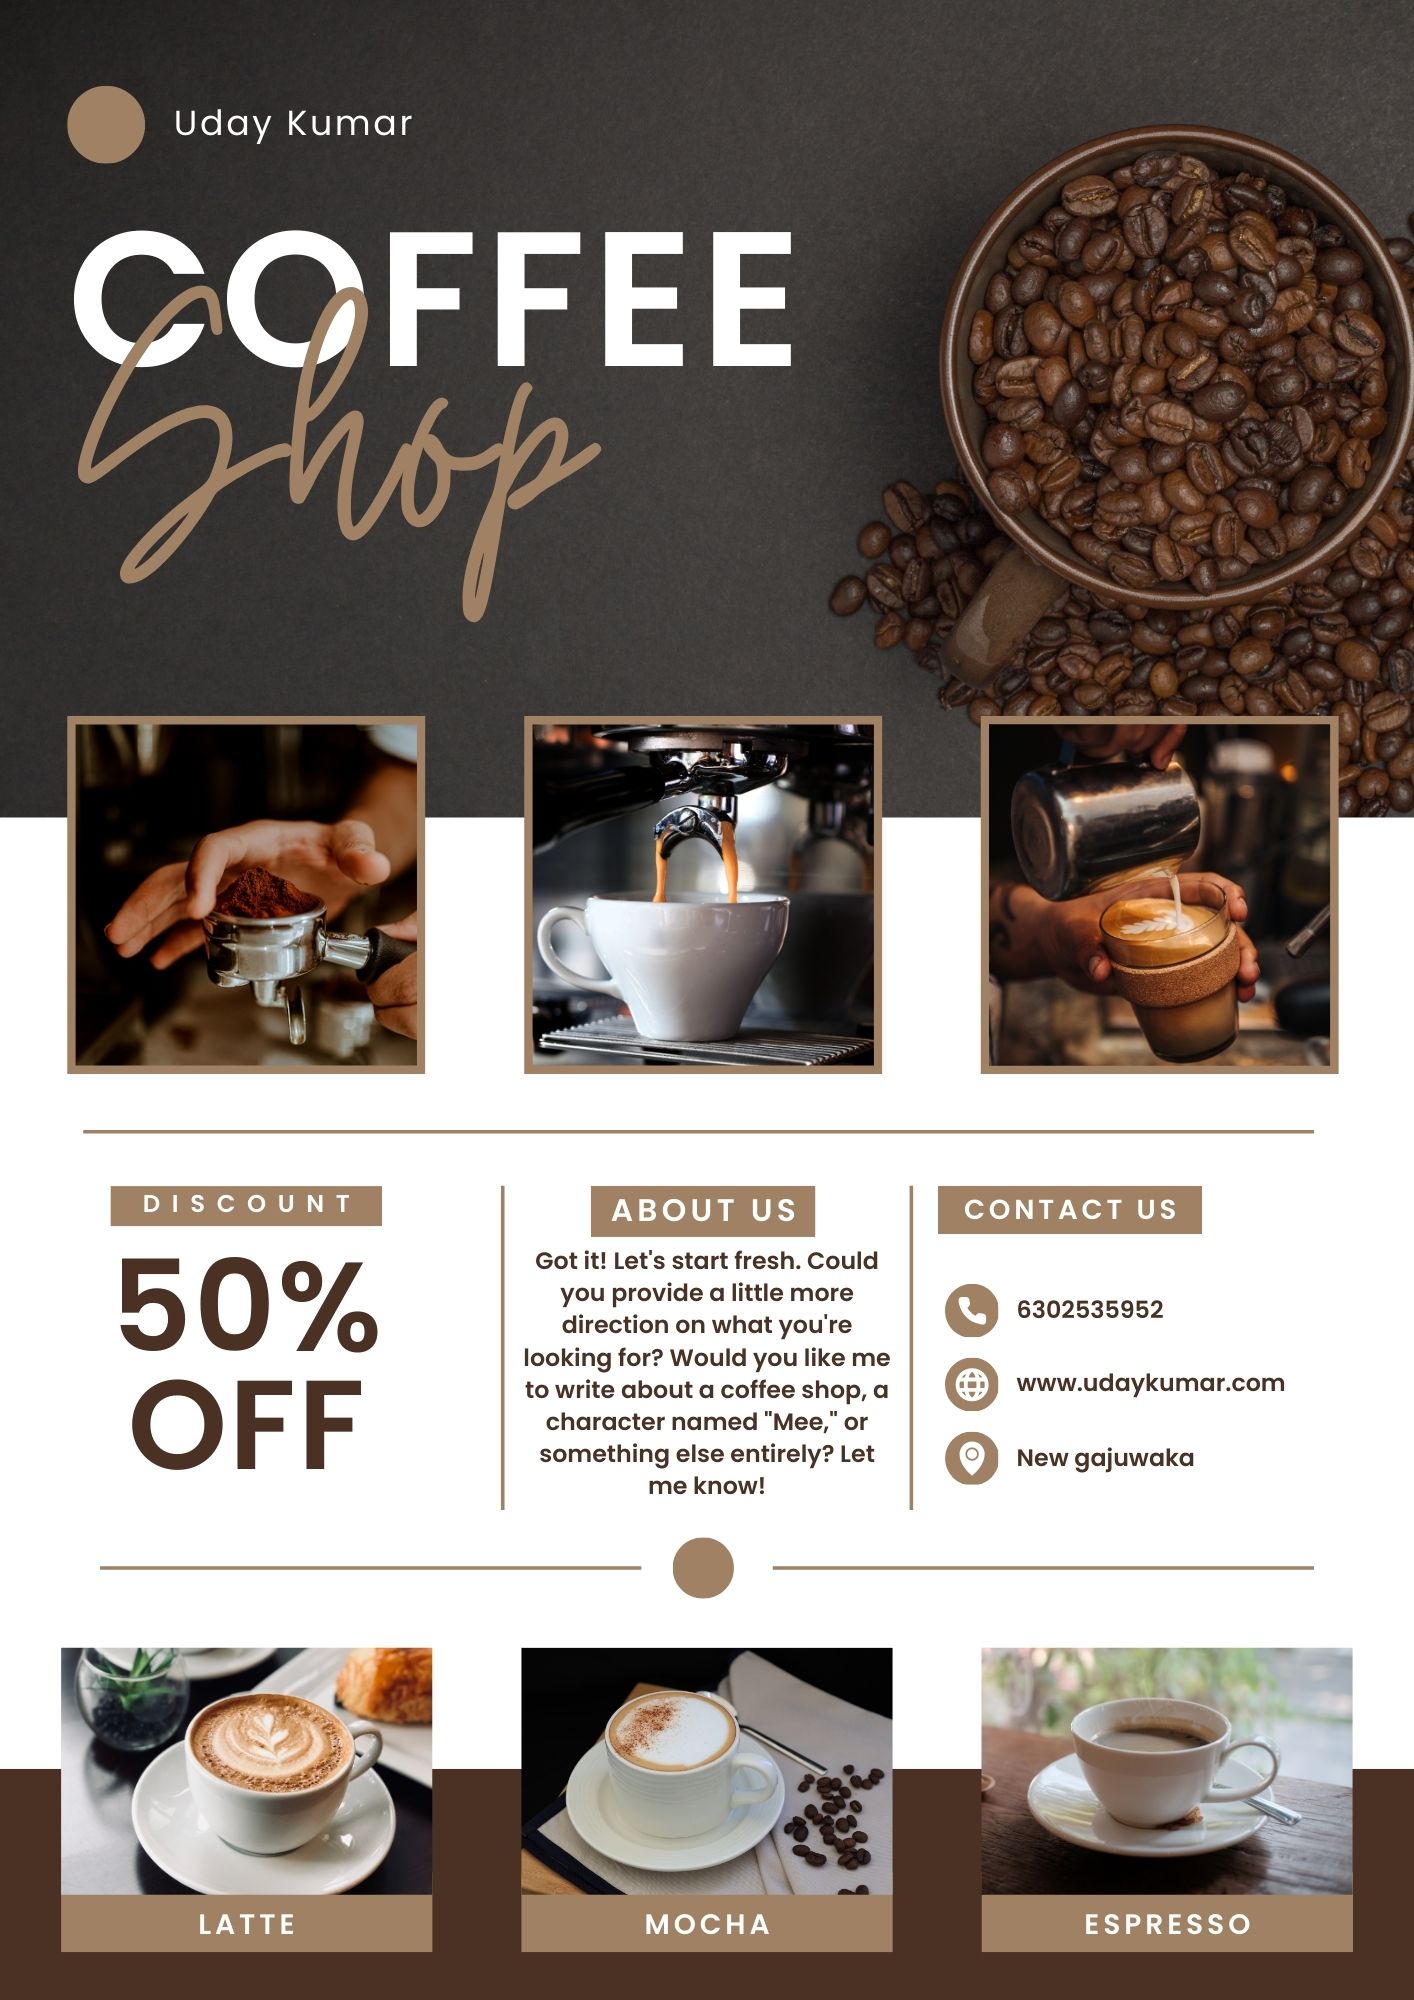 Uday Kumar
COFFEE
Shop
DISCOUNT
50%
OFF
ABOUT US
Got it! Let's start fresh. Could
you provide a little more
direction on what you're
looking for? Would you like me
to write about a coffee shop, a
character named "Mee," or
something else entirely? Let
me know!
CONTACT US
6302535952
www.udaykumar.com
New gajuwaka
LATTE
MOCHA
ESPRESSO